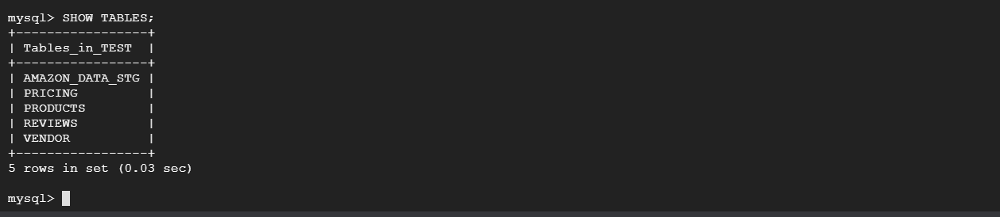 mysql> SHOW TABLES;
+-----------------+
| Tables_in_TEST  |
+-----------------+
| AMAZON_DATA_STG |
| PRICING         |
| PRODUCTS        |
| REVIEWS         |
| VENDOR          |
+-----------------+
5 rows in set (0.03 sec)
mysql>